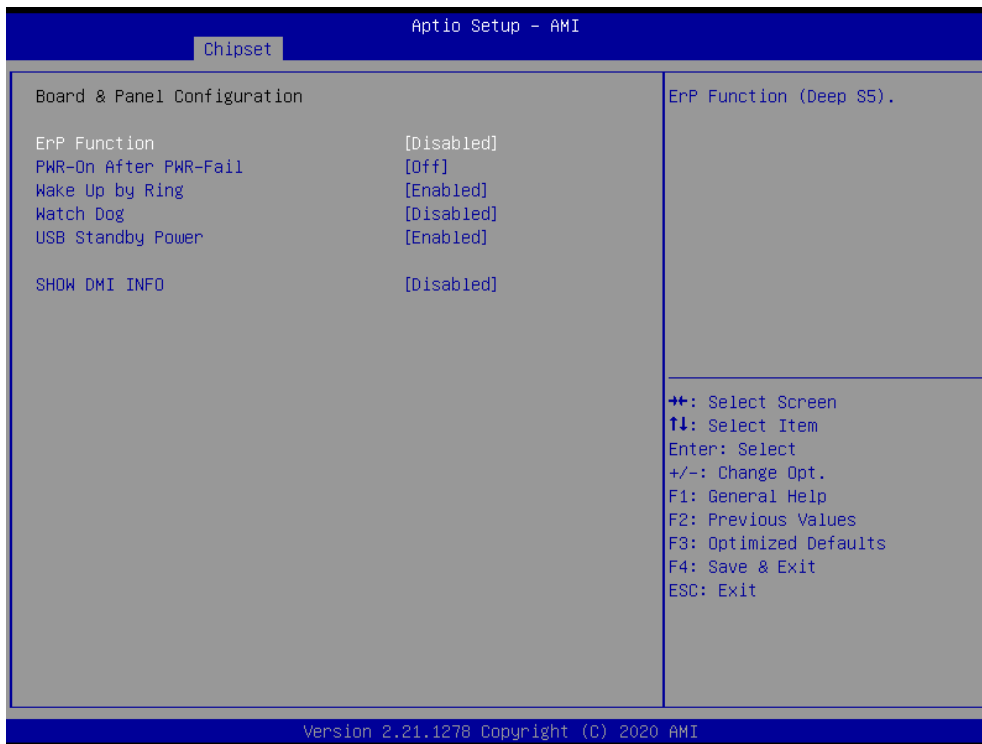 Aptio Setup – AMI
Chipset
Board & Panel Configuration
ErP Function [Disabled]
PWR-On After PWR-Fail [Off]
Wake Up by Ring [Enabled]
Watch Dog [Disabled]
USB Standby Power [Enabled]
SHOW DMI INFO [Disabled]
ErP Function (Deep S5).
→←: Select Screen
↑↓: Select Item
Enter: Select
+/-: Change Opt.
F1: General Help
F2: Previous Values
F3: Optimized Defaults
F4: Save & Exit
ESC: Exit
Version 2.21.1278 Copyright (C) 2020 AMI